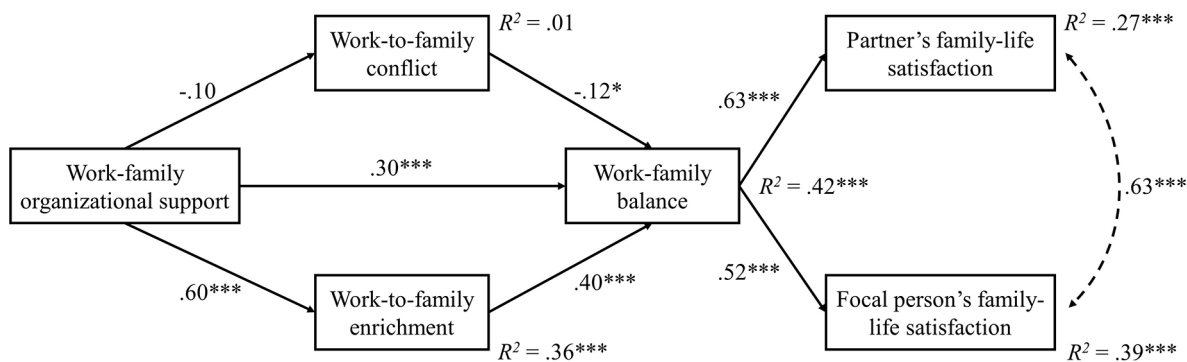 Work-to-family
conflict
R² = .01
Partner's family-life
satisfaction
R² = .27***
-.10
-.12*
.63***
Work-family
organizational support
.30***
Work-family
balance
R² = .42***
.63***
.60***
Work-to-family
enrichment
R² = .36***
.40***
.52***
Focal person's family-
life satisfaction
R² = .39***